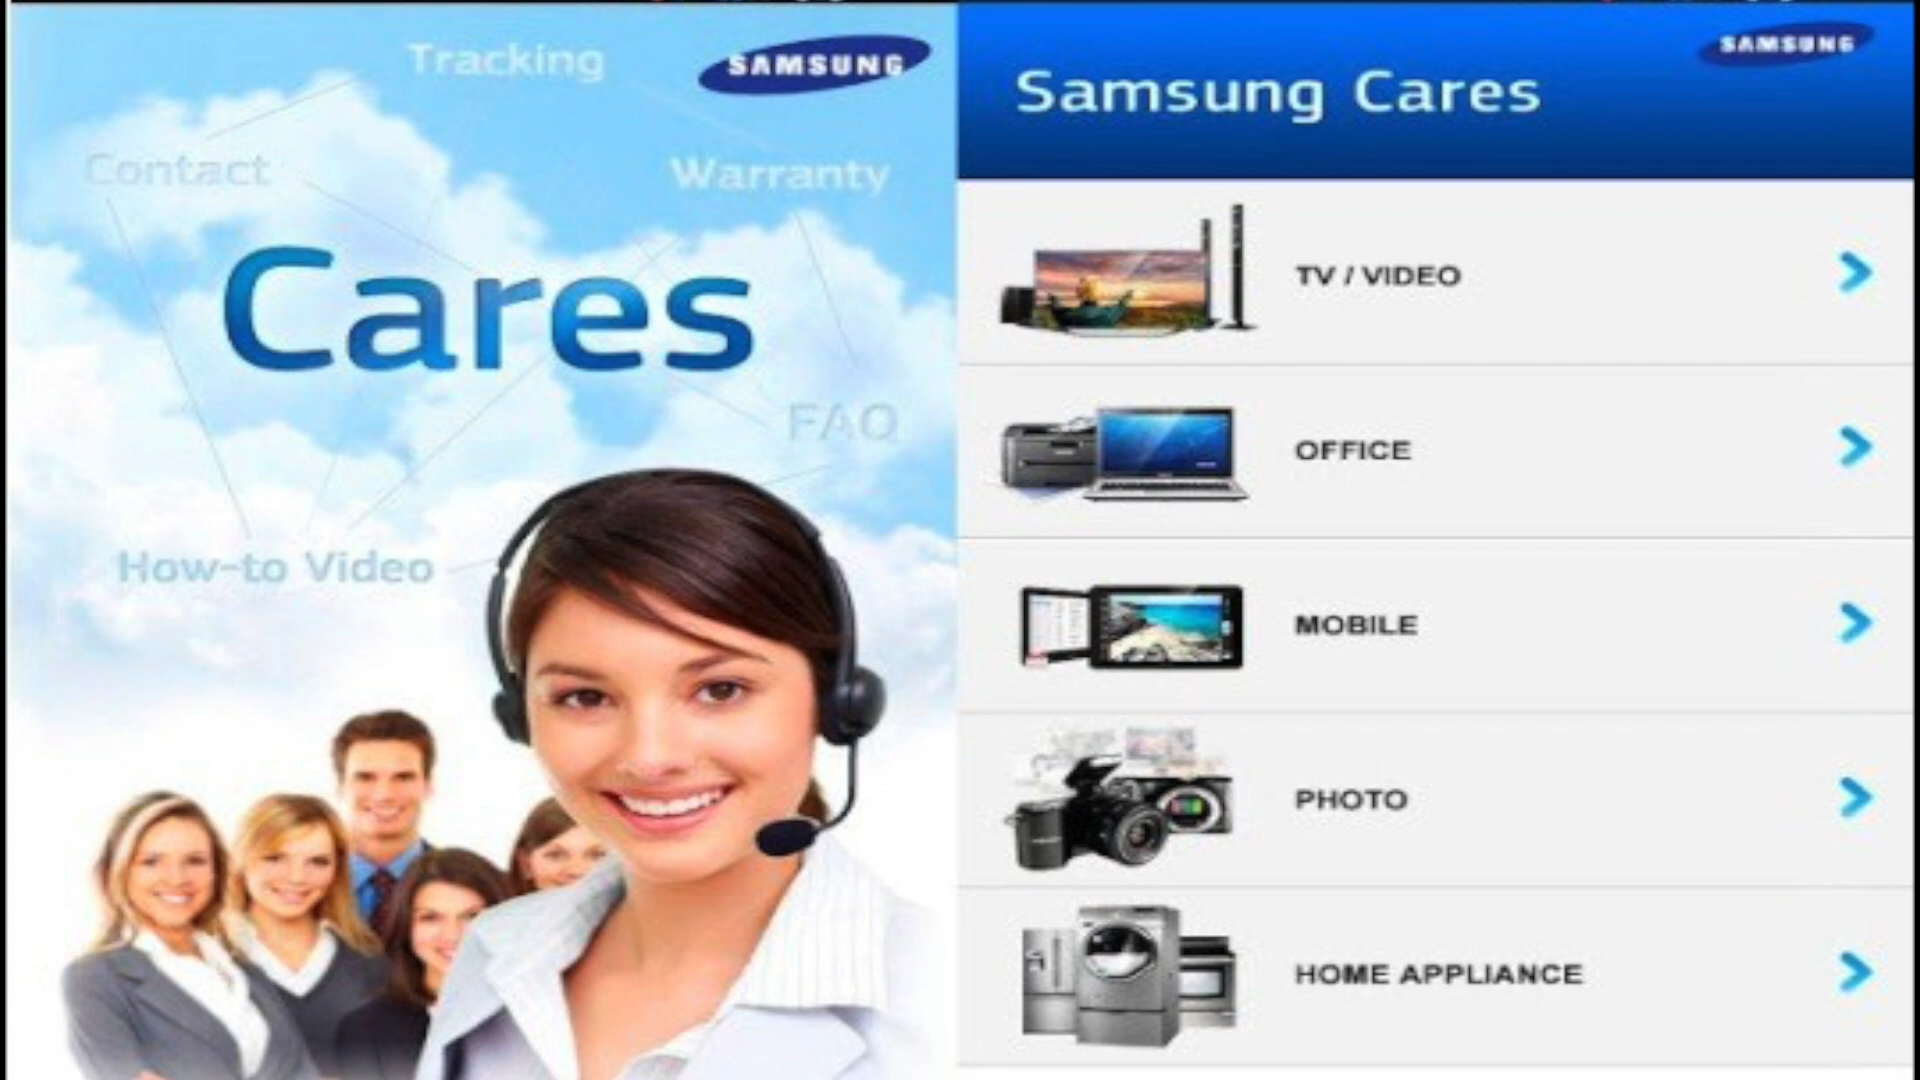 Tracking
SAMSUNG
Contact
Warranty
Cares
FAQ
How-to Video
SAMSUNG
Samsung Cares
TV / VIDEO
OFFICE
MOBILE
PHOTO
HOME APPLIANCE